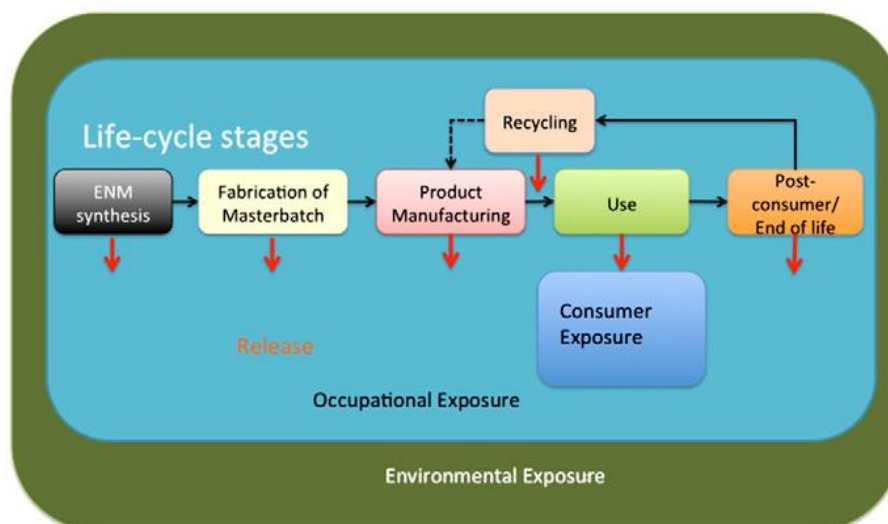 Life-cycle stages
Recycling
ENM
synthesis
Fabrication of
Masterbatch
Product
Manufacturing
Use
Post-
consumer/
End of life
Consumer
Exposure
Release
Occupational Exposure
Environmental Exposure